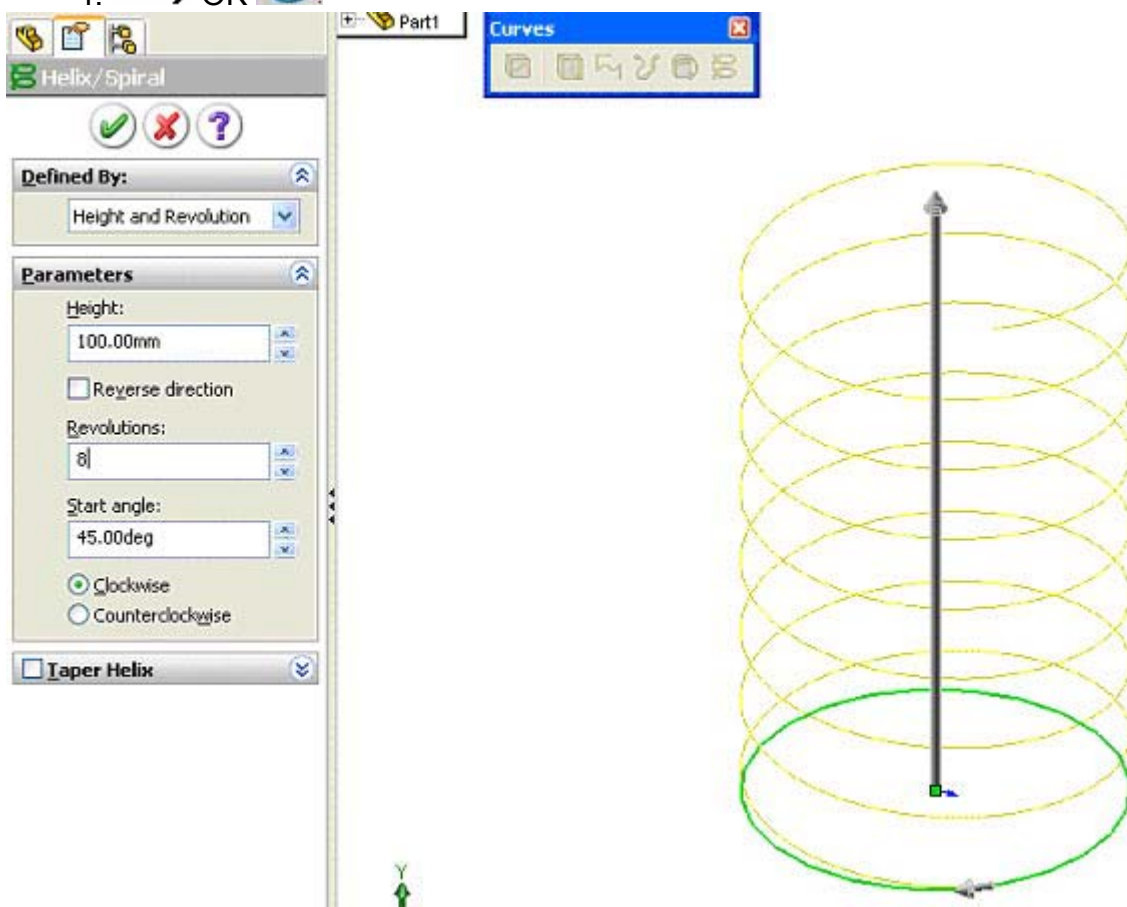 OK
Part1
Curves
Helix/Spiral
Defined By:
Height and Revolution
Parameters
Height:
100.00mm
Reverse direction
Revolutions:
8
Start angle:
45.00deg
Clockwise
Counterclockwise
Taper Helix
Y